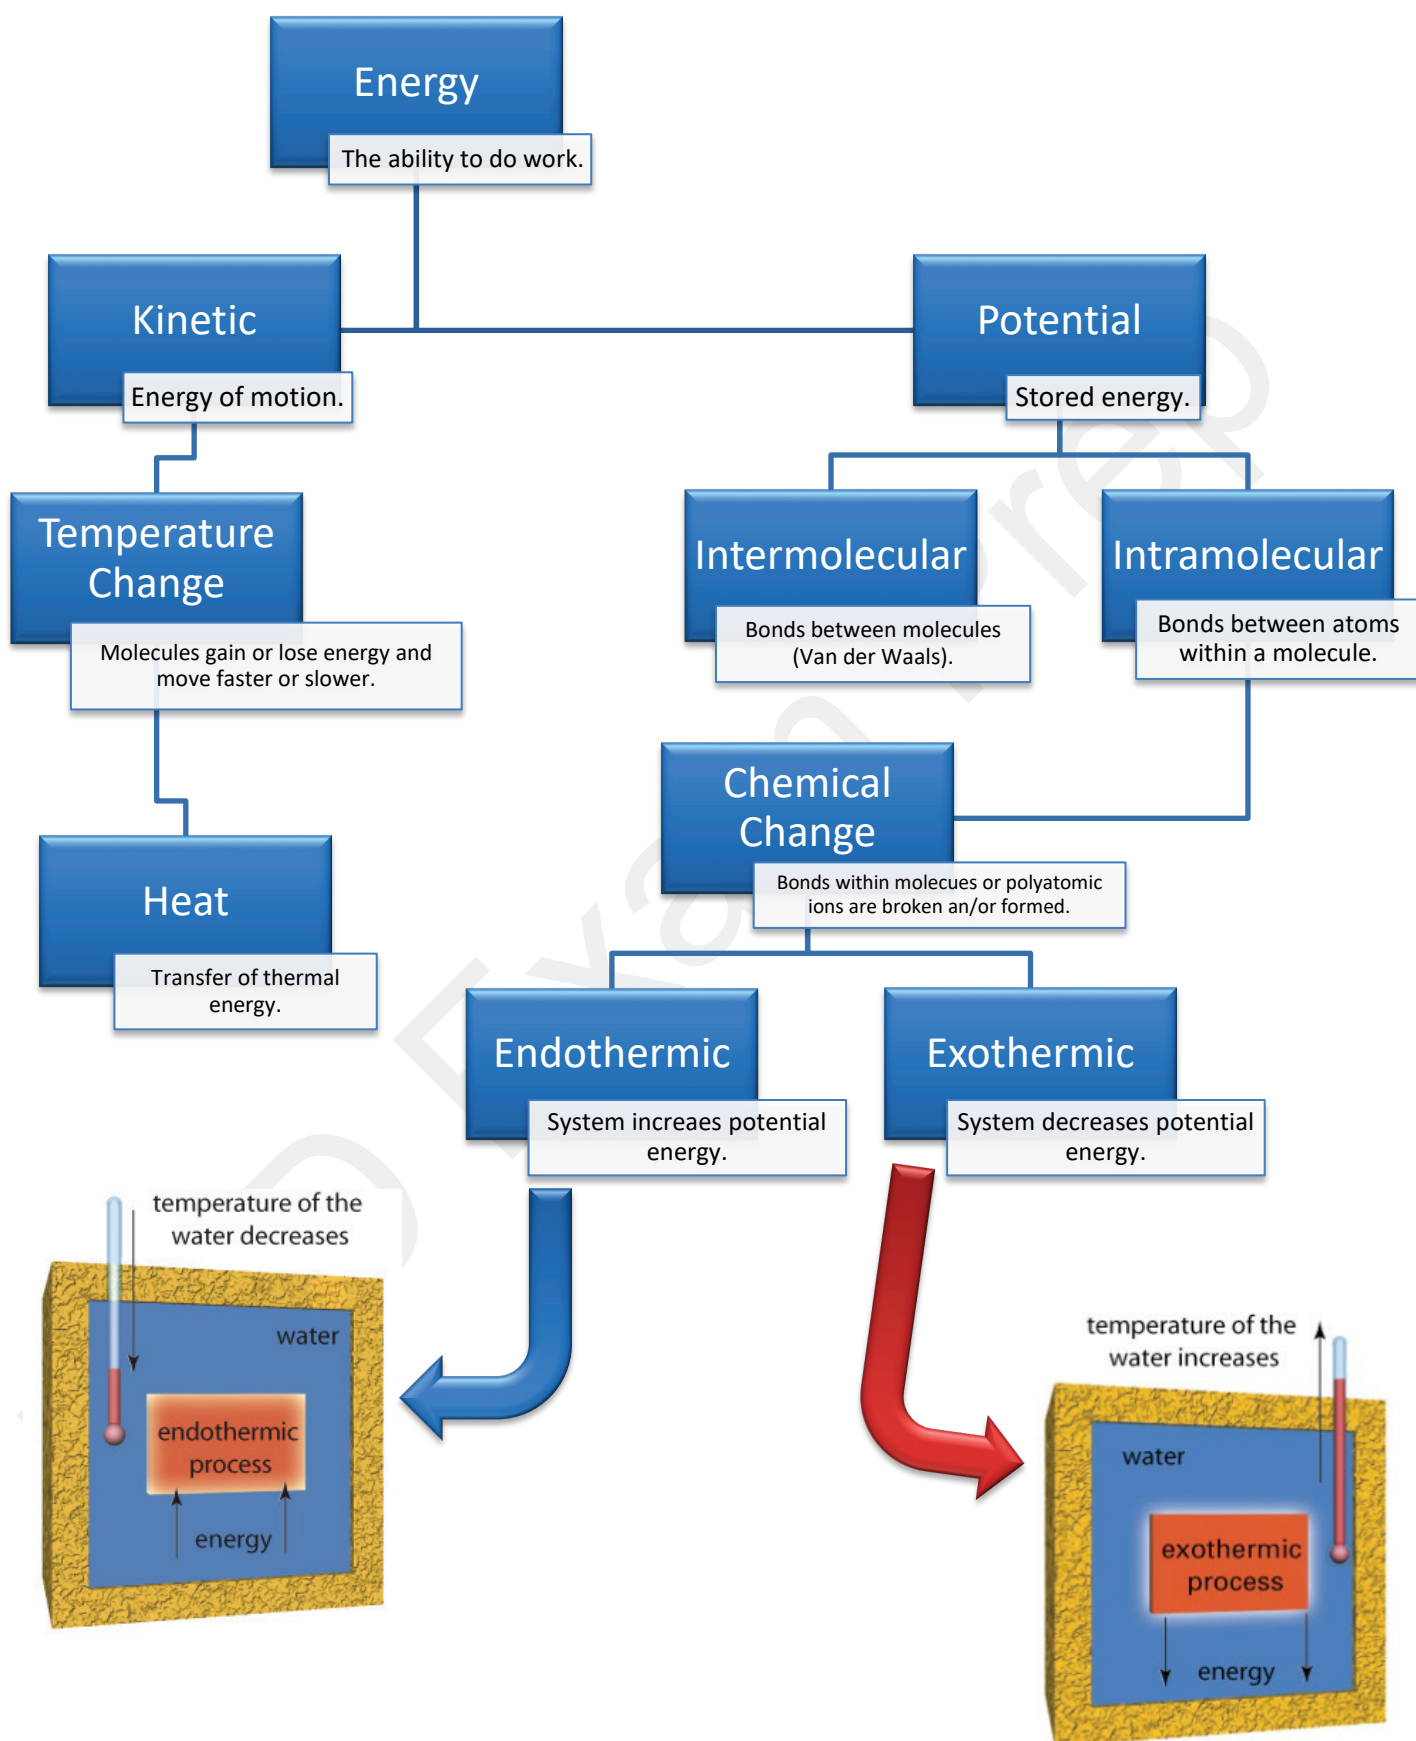 Energy
The ability to do work.
Kinetic
Energy of motion.
Potential
Stored energy.
Temperature
Change
Molecules gain or lose energy and
move faster or slower.
Intermolecular
Bonds between molecules
(Van der Waals).
Intramolecular
Bonds between atoms
within a molecule.
Chemical
Change
Bonds within molecues or polyatomic
ions are broken an/or formed.
Heat
Transfer of thermal
energy.
Endothermic
System increaes potential
energy.
Exothermic
System decreases potential
energy.
temperature of the
water decreases
water
endothermic
process
energy
temperature of the
water increases
water
exothermic
process
energy
Exam Prep